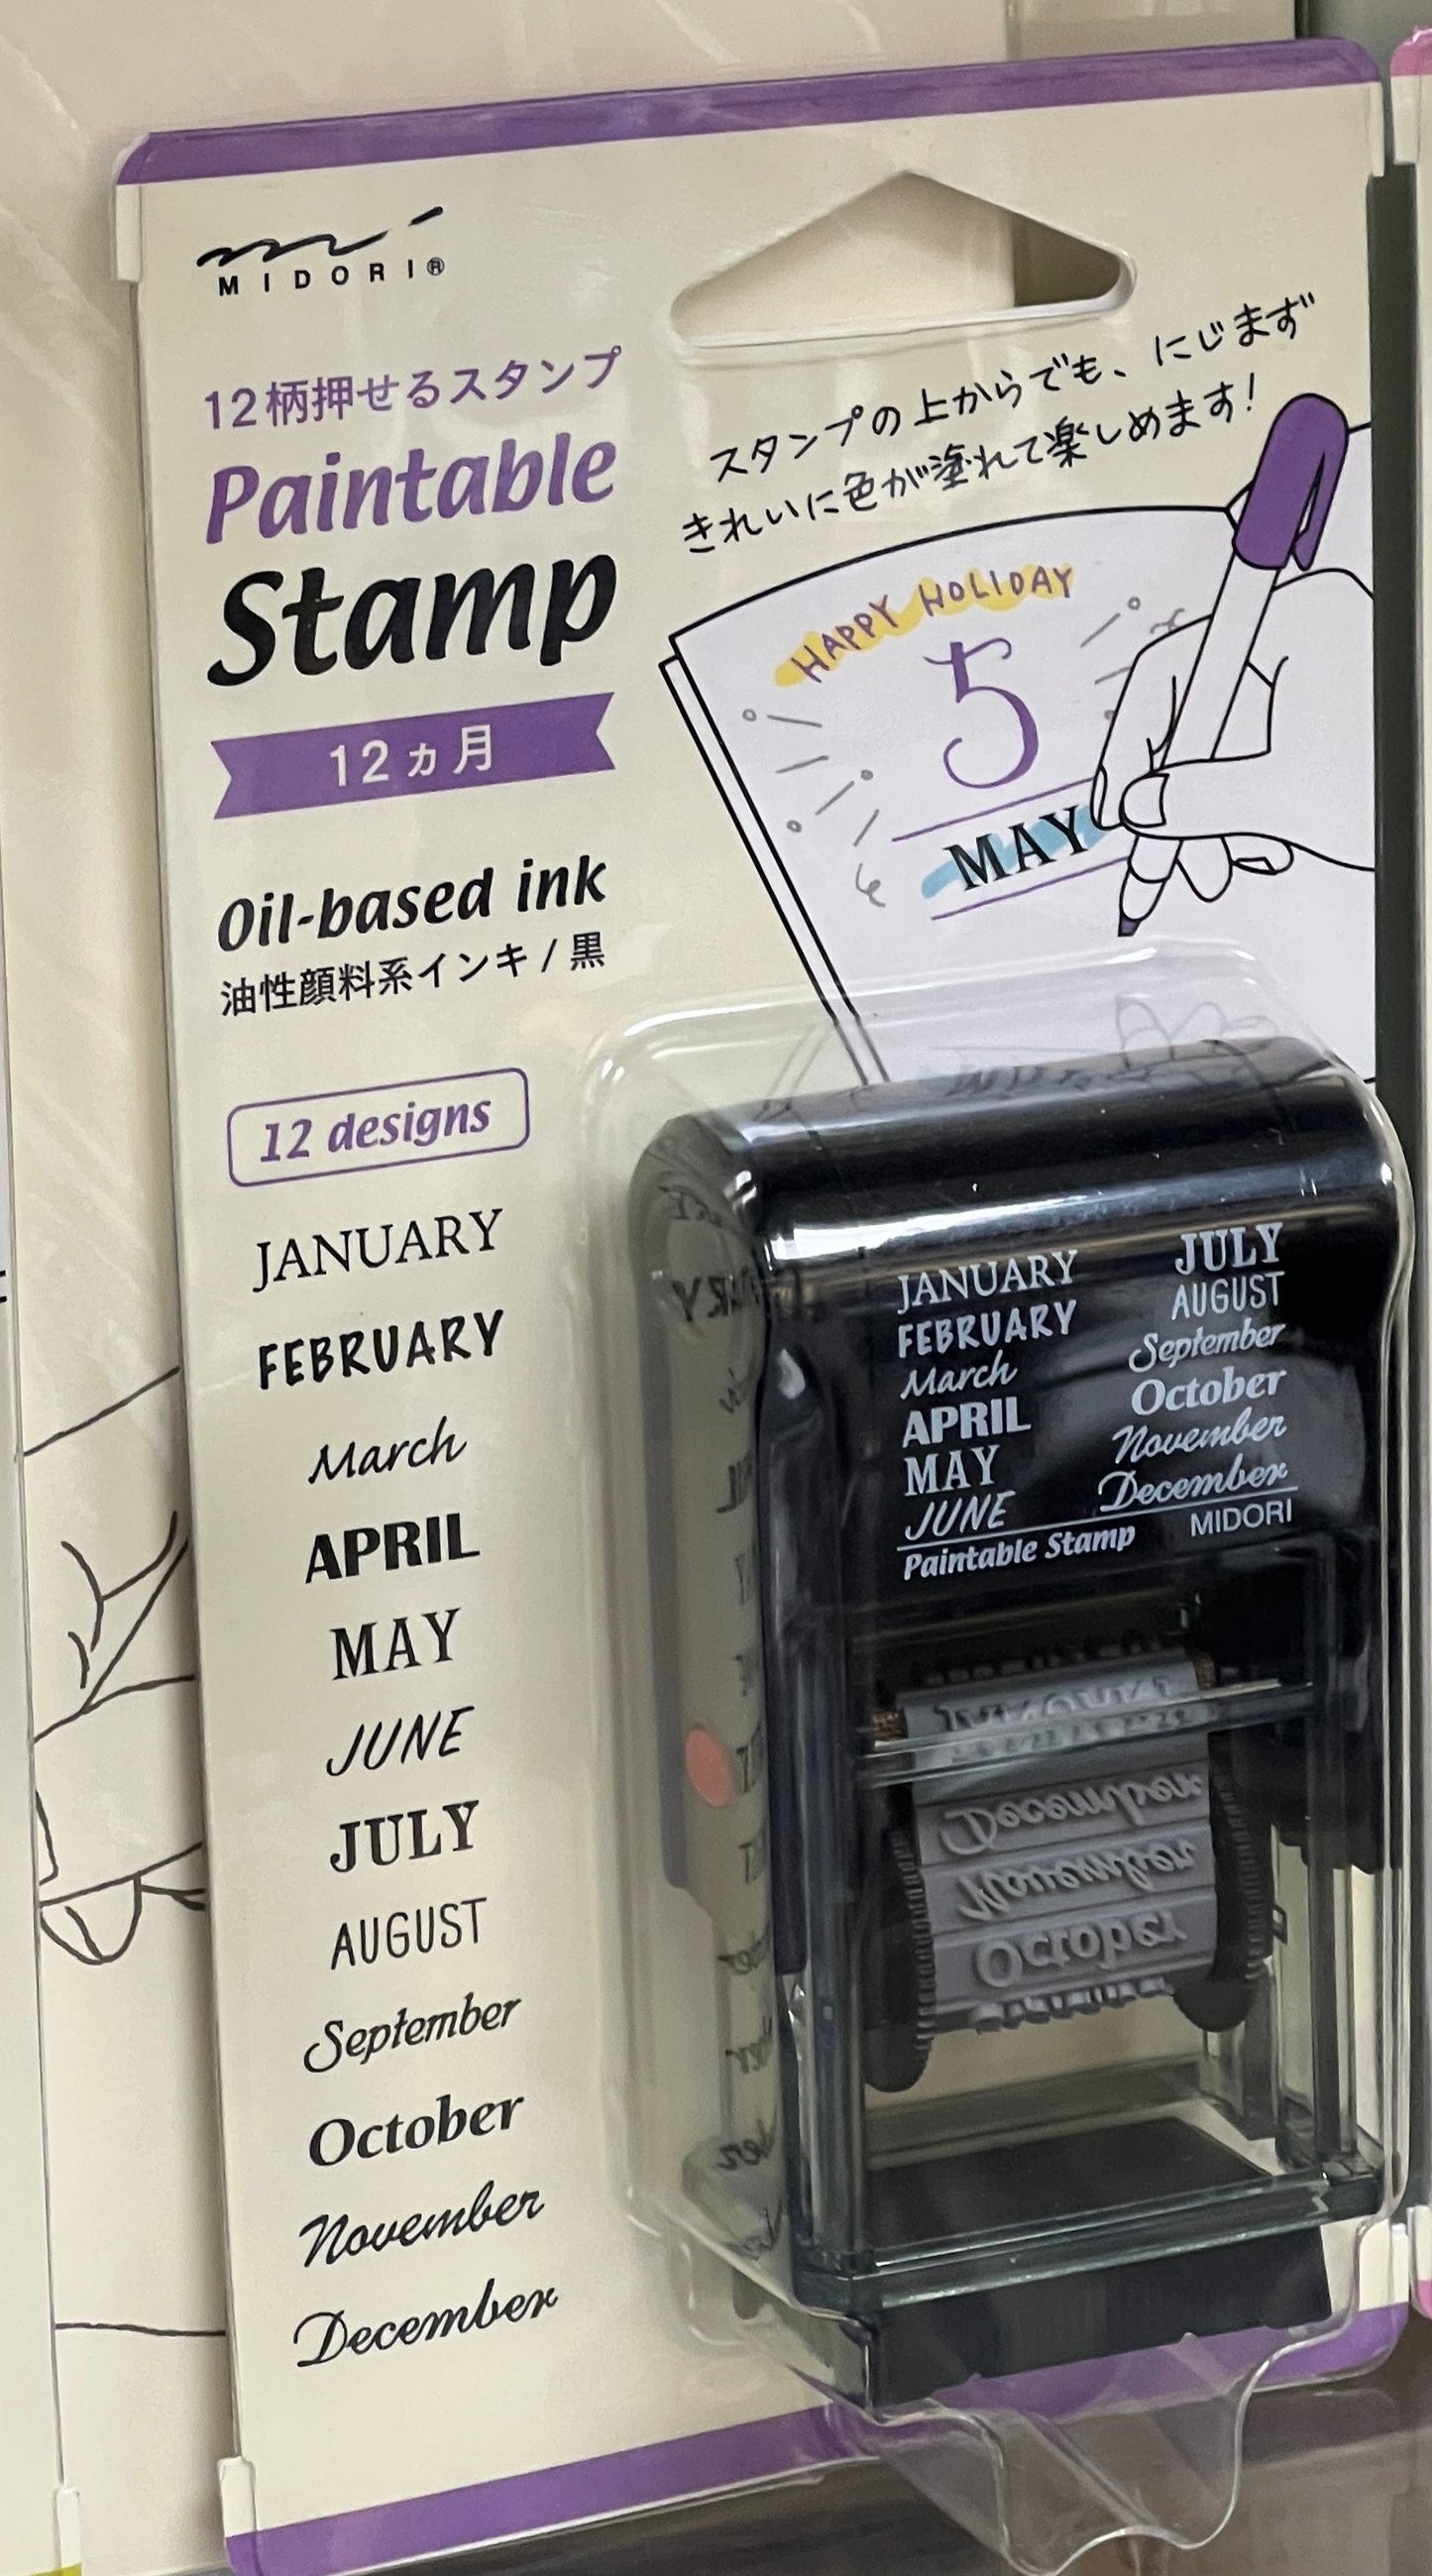 MIDORI®
12柄押せるスタンプ
Paintable
Stamp
12ヵ月
Oil-based ink
油性顔料系インキ / 黒
12 designs
JANUARY
FEBRUARY
March
APRIL
MAY
JUNE
JULY
AUGUST
September
October
November
December
スタンプの上からでも、にじまず
きれいに色が塗れて楽しめます!
HAPPY HOLIDAY
5
MAY
JANUARY
FEBRUARY
March
APRIL
MAY
JUNE
JULY
AUGUST
September
October
November
December
Paintable Stamp MIDORI
December
November
October